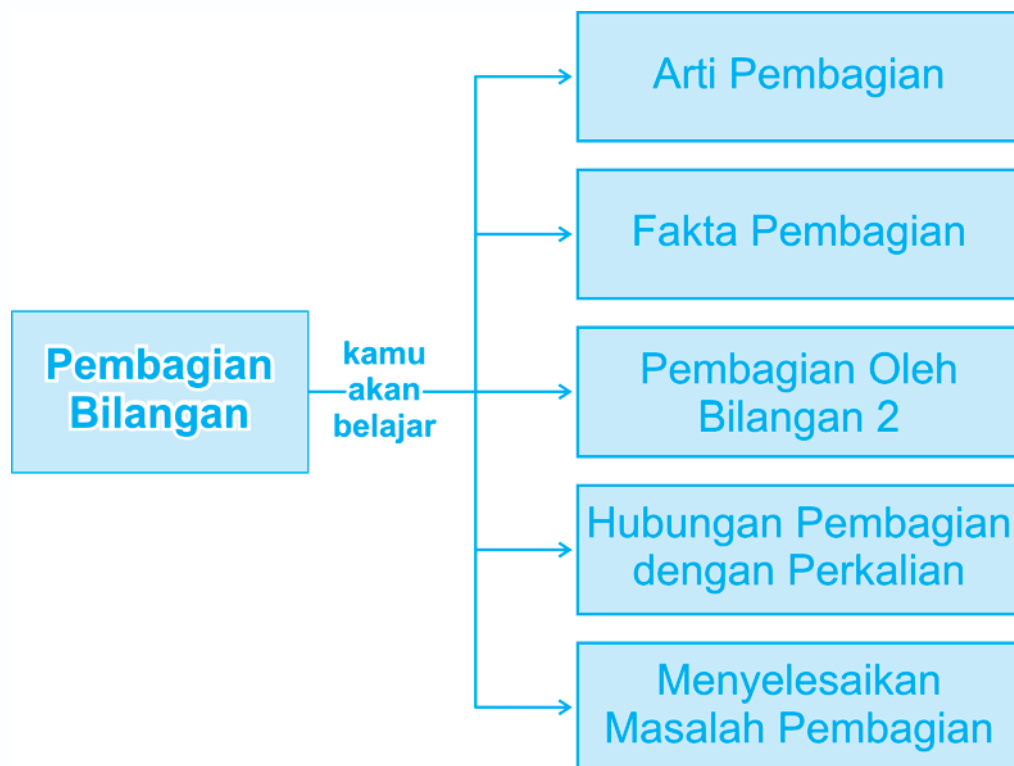 Pembagian
Bilangan
kamu
akan
belajar
Arti Pembagian
Fakta Pembagian
Pembagian Oleh
Bilangan 2
Hubungan Pembagian
dengan Perkalian
Menyelesaikan
Masalah Pembagian